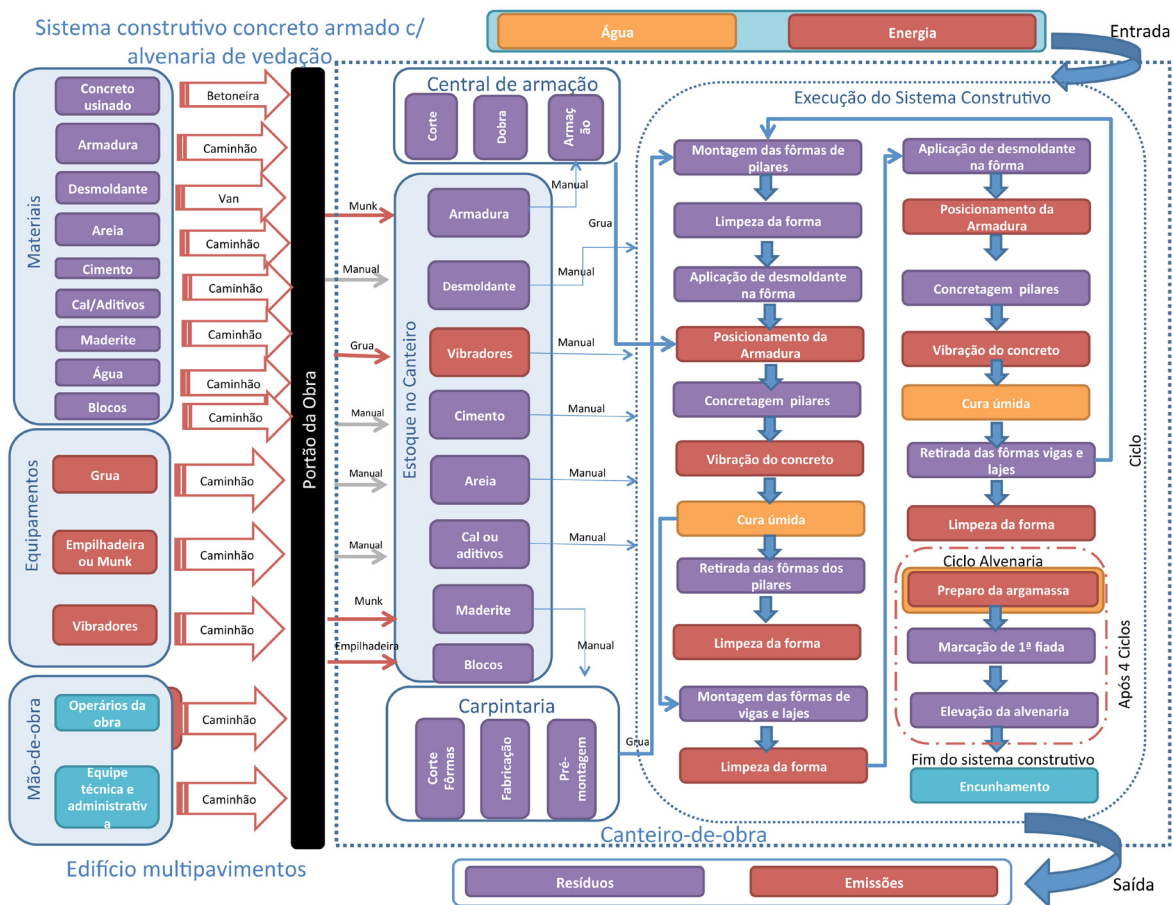 Sistema construtivo concreto armado c/
alvenaria de vedação
Água
Energia
Entrada
Materiais
Concreto
usinado
Armadura
Desmoldante
Areia
Cimento
Cal/Aditivos
Maderite
Água
Blocos
Betoneira
Caminhão
Van
Caminhão
Caminhão
Caminhão
Caminhão
Caminhão
Equipamentos
Grua
Empilhadeira
ou Munk
Vibradores
Caminhão
Caminhão
Caminhão
Mão-de-obra
Operários da
obra
Equipe
técnica e
administrativ
a
Caminhão
Caminhão
Edifício multipavimentos
Portão da Obra
Munk
Manual
Grua
Manual
Manual
Manual
Munk
Empilhadeira
Central de armação
Corte
Dobra
Armaç
ão
Estoque no Canteiro
Armadura
Desmoldante
Vibradores
Cimento
Areia
Cal ou
aditivos
Maderite
Blocos
Manual
Grua
Manual
Manual
Manual
Manual
Manual
Manual
Carpintaria
Corte
Fôrmas
Fabricação
Pré-
montagem
Grua
Execução do Sistema Construtivo
Montagem das fôrmas de
pilares
Limpeza da forma
Aplicação de desmoldante
na fôrma
Posicionamento da
Armadura
Concretagem pilares
Vibração do concreto
Cura úmida
Retirada das fôrmas dos
pilares
Limpeza da forma
Montagem das fôrmas de
vigas e lajes
Limpeza da forma
Aplicação de desmoldante
na fôrma
Posicionamento da
Armadura
Concretagem pilares
Vibração do concreto
Cura úmida
Retirada das fôrmas vigas e
lajes
Limpeza da forma
Ciclo
Ciclo Alvenaria
Preparo da argamassa
Marcação de 1ª fiada
Elevação da alvenaria
Após 4 Ciclos
Fim do sistema construtivo
Encunhamento
Canteiro-de-obra
Resíduos
Emissões
Saída